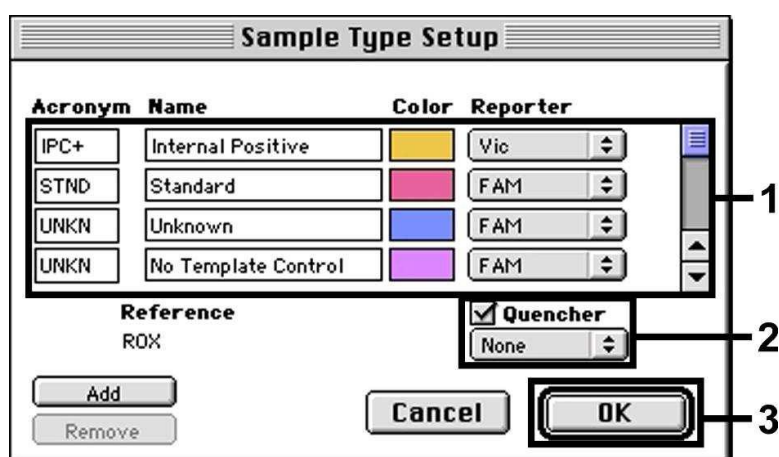 Sample Type Setup
Acronym Name Color Reporter
IPC+ Internal Positive Vic
STND Standard FAM
1
UNKN Unknown FAM
UNKN No Template Control FAM
Reference Quencher
ROX None
2
Add
Cancel OK
3
Remove